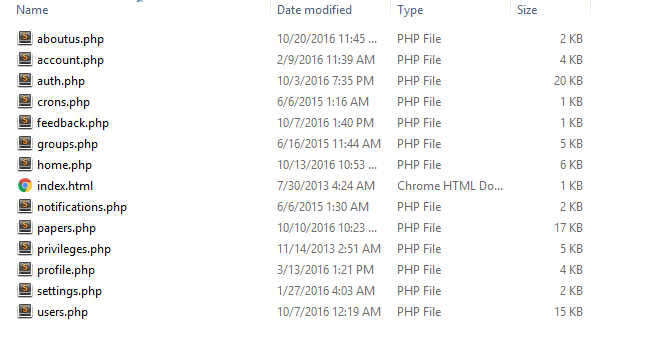 Name Date modified Type Size
aboutus.php 10/20/2016 11:45 ... PHP File 2 KB
account.php 2/9/2016 11:39 AM PHP File 4 KB
auth.php 10/3/2016 7:35 PM PHP File 20 KB
crons.php 6/6/2015 1:16 AM PHP File 1 KB
feedback.php 10/7/2016 1:40 PM PHP File 1 KB
groups.php 6/16/2015 11:44 AM PHP File 5 KB
home.php 10/13/2016 10:53 ... PHP File 6 KB
index.html 7/30/2013 4:24 AM Chrome HTML Do... 1 KB
notifications.php 6/6/2015 1:30 AM PHP File 2 KB
papers.php 10/10/2016 10:23 ... PHP File 17 KB
privileges.php 11/14/2013 2:51 AM PHP File 5 KB
profile.php 3/13/2016 1:21 PM PHP File 4 KB
settings.php 1/27/2016 4:03 AM PHP File 2 KB
users.php 10/7/2016 12:19 AM PHP File 15 KB